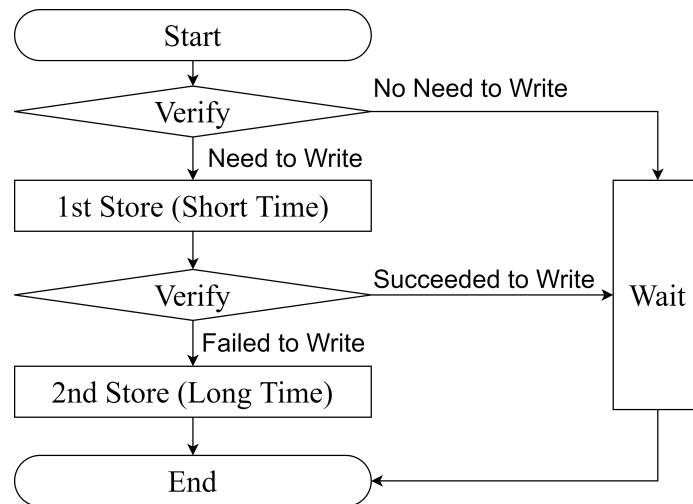 Start
Verify
No Need to Write
Need to Write
1st Store (Short Time)
Verify
Succeeded to Write
Wait
Failed to Write
2nd Store (Long Time)
End